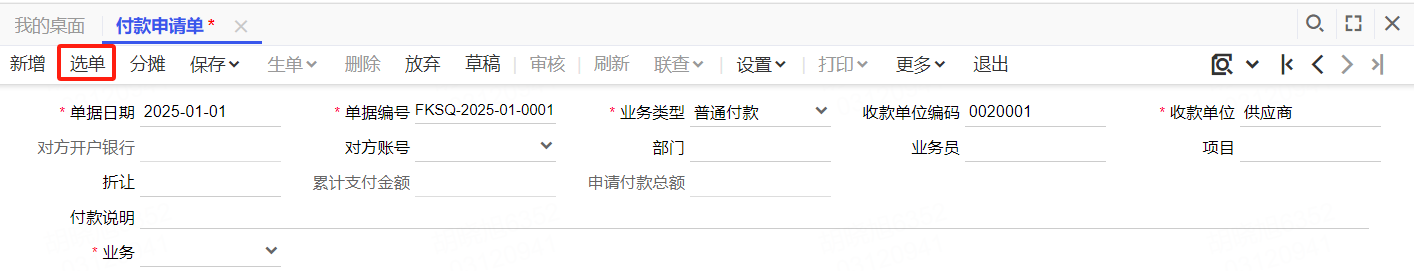 我的桌面 付款申请单 *
新增 选单 分摊 保存 生单 删除 放弃 草稿 审核 刷新 联查 设置 打印 更多 退出
* 单据日期 2025-01-01 * 单据编号 FKSQ-2025-01-0001 * 业务类型 普通付款 收款单位编码 0020001 * 收款单位 供应商
对方开户银行 对方账号 部门 业务员 项目
折让 累计支付金额 申请付款总额
付款说明
* 业务